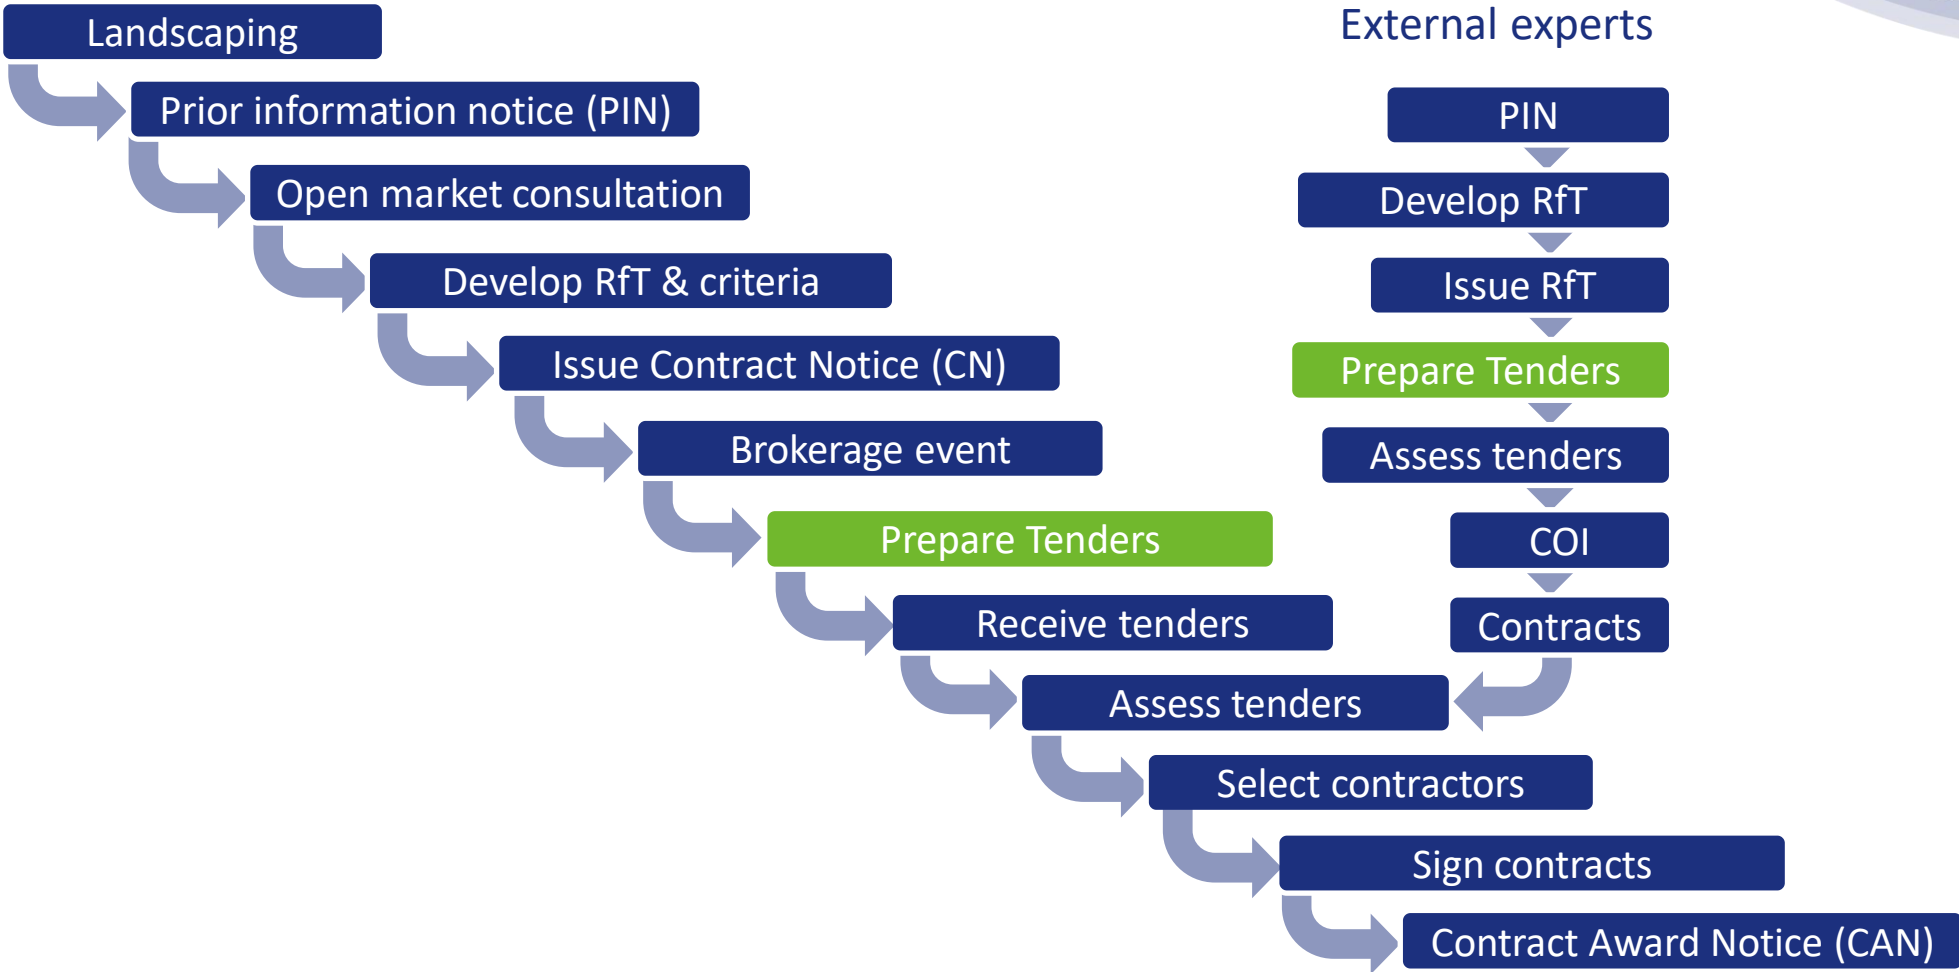 Landscaping
Prior information notice (PIN)
Open market consultation
Develop RfT & criteria
Issue Contract Notice (CN)
Brokerage event
Prepare Tenders
Receive tenders
Assess tenders
Select contractors
Sign contracts
Contract Award Notice (CAN)
External experts
PIN
Develop RfT
Issue RfT
Prepare Tenders
Assess tenders
COI
Contracts